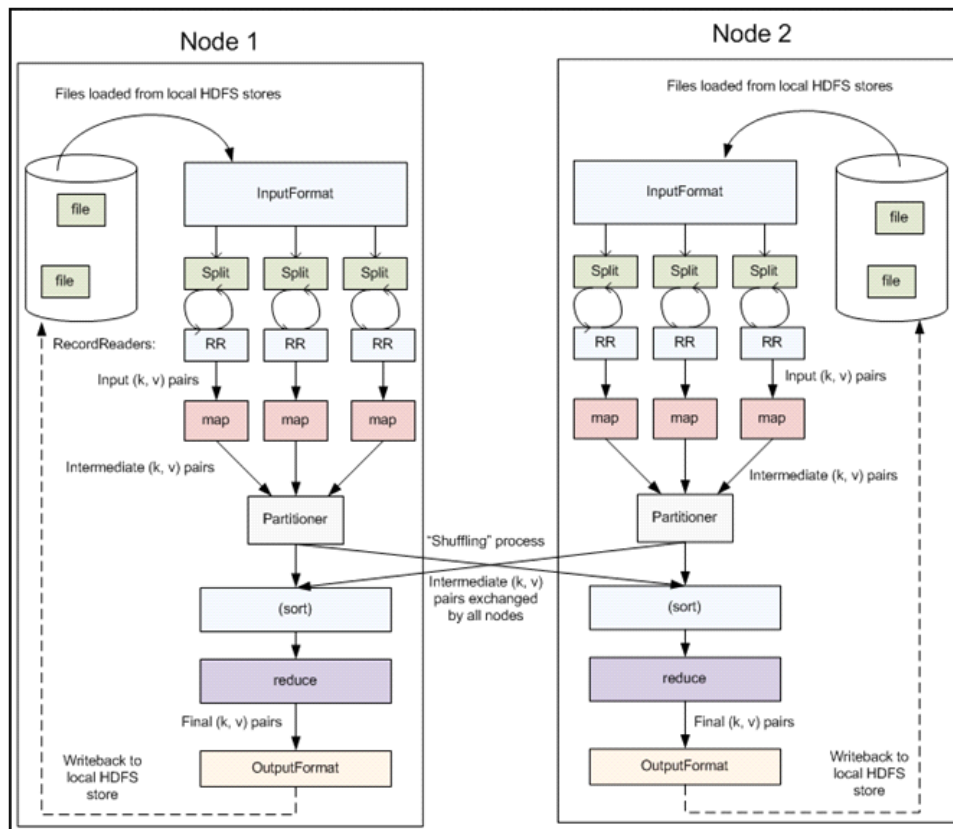 Node 1
Files loaded from local HDFS stores
file
file
InputFormat
Split
Split
Split
RecordReaders:
RR
RR
RR
Input (k, v) pairs
map
map
map
Intermediate (k, v) pairs
Partitioner
(sort)
reduce
Final (k, v) pairs
OutputFormat
Writeback to
local HDFS
store
"Shuffling" process
Intermediate (k, v)
pairs exchanged
by all nodes
Node 2
Files loaded from local HDFS stores
InputFormat
file
file
Split
Split
Split
RR
RR
RR
Input (k, v) pairs
map
map
map
Intermediate (k, v) pairs
Partitioner
(sort)
reduce
Final (k, v) pairs
OutputFormat
Writeback to
local HDFS
store